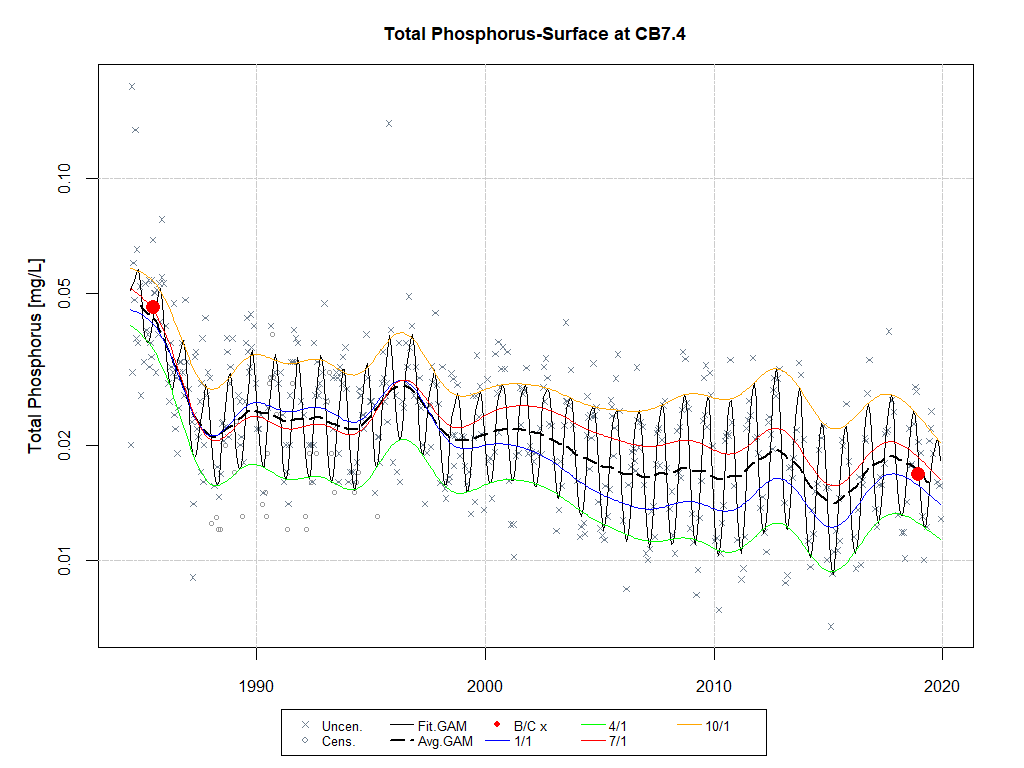 Total Phosphorus-Surface at CB7.4
Total Phosphorus [mg/L]
0.10
0.05
0.02
0.01
1990 2000 2010 2020
Uncen. Fit.GAM B/C x 4/1 10/1
Cens. Avg.GAM 1/1 7/1